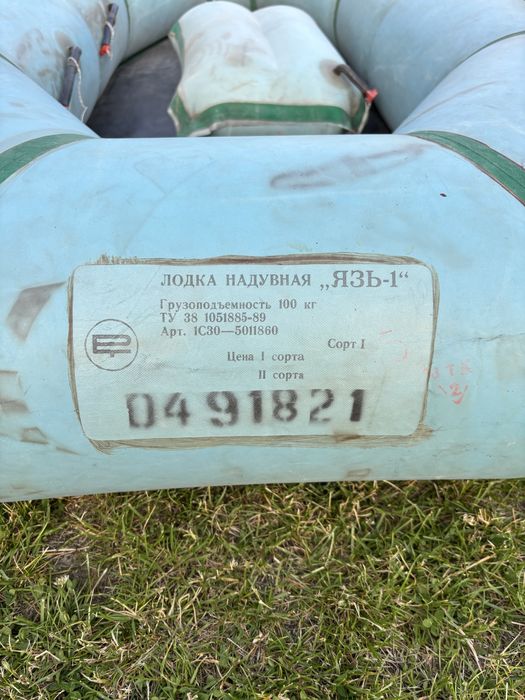 ЛОДКА НАДУВНАЯ „ЯЗЬ-1“
Грузоподъемность 100 кг
ТУ 38 1051885-89
Арт. 1С30—5011860
Сорт I
Цена I сорта
II сорта
0491821